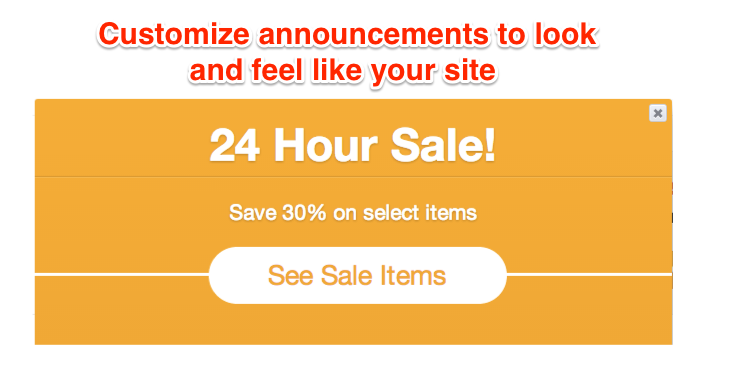 Customize announcements to look
and feel like your site
24 Hour Sale!
Save 30% on select items
See Sale Items